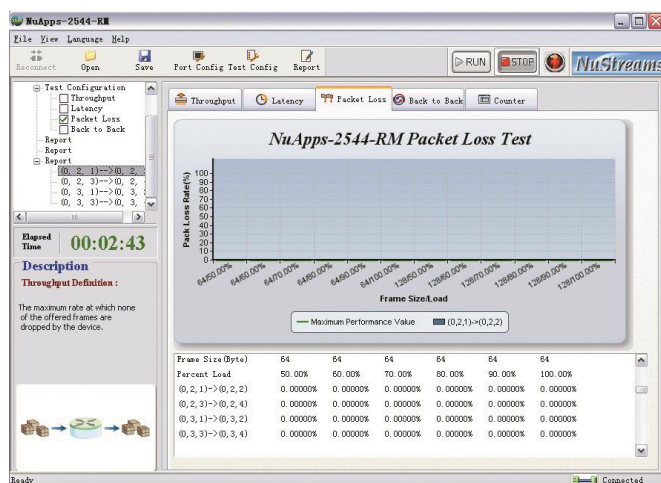 NuApps-2544-RM
File View Language Help
Reconnect Open Save Port Config Test Config Report RUN STOP NuStreams
Test Configuration
Throughput
Latency
Packet Loss
Back to Back
Report
Report
Report
(0, 2, 1)-->(0, 2,
(0, 2, 3)-->(0, 2,
(0, 3, 1)-->(0, 3,
(0, 3, 3)-->(0, 3,
Elapsed Time 00:02:43
Description
Throughput Definition :
The maximum rate at which none
of the offered frames are
dropped by the device.
Throughput Latency Packet Loss Back to Back Counter
NuApps-2544-RM Packet Loss Test
Pack Loss Rate(%)
100
90
80
70
60
50
40
30
20
10
0
64/50.00% 64/60.00% 64/70.00% 64/80.00% 64/90.00% 64/100.00% 128/50.00% 128/60.00% 128/70.00% 128/80.00% 128/90.00% 128/100.00%
Frame Size/Load
Maximum Performance Value (0,2,1)->(0,2,2)
Frame Size(Byte) 64 64 64 64 64 64
Percent Load 50.00% 60.00% 70.00% 80.00% 90.00% 100.00%
(0,2,1)->(0,2,2) 0.00000% 0.00000% 0.00000% 0.00000% 0.00000% 0.00000%
(0,2,3)->(0,2,4) 0.00000% 0.00000% 0.00000% 0.00000% 0.00000% 0.00000%
(0,3,1)->(0,3,2) 0.00000% 0.00000% 0.00000% 0.00000% 0.00000% 0.00000%
(0,3,3)->(0,3,4) 0.00000% 0.00000% 0.00000% 0.00000% 0.00000% 0.00000%
Ready Connected